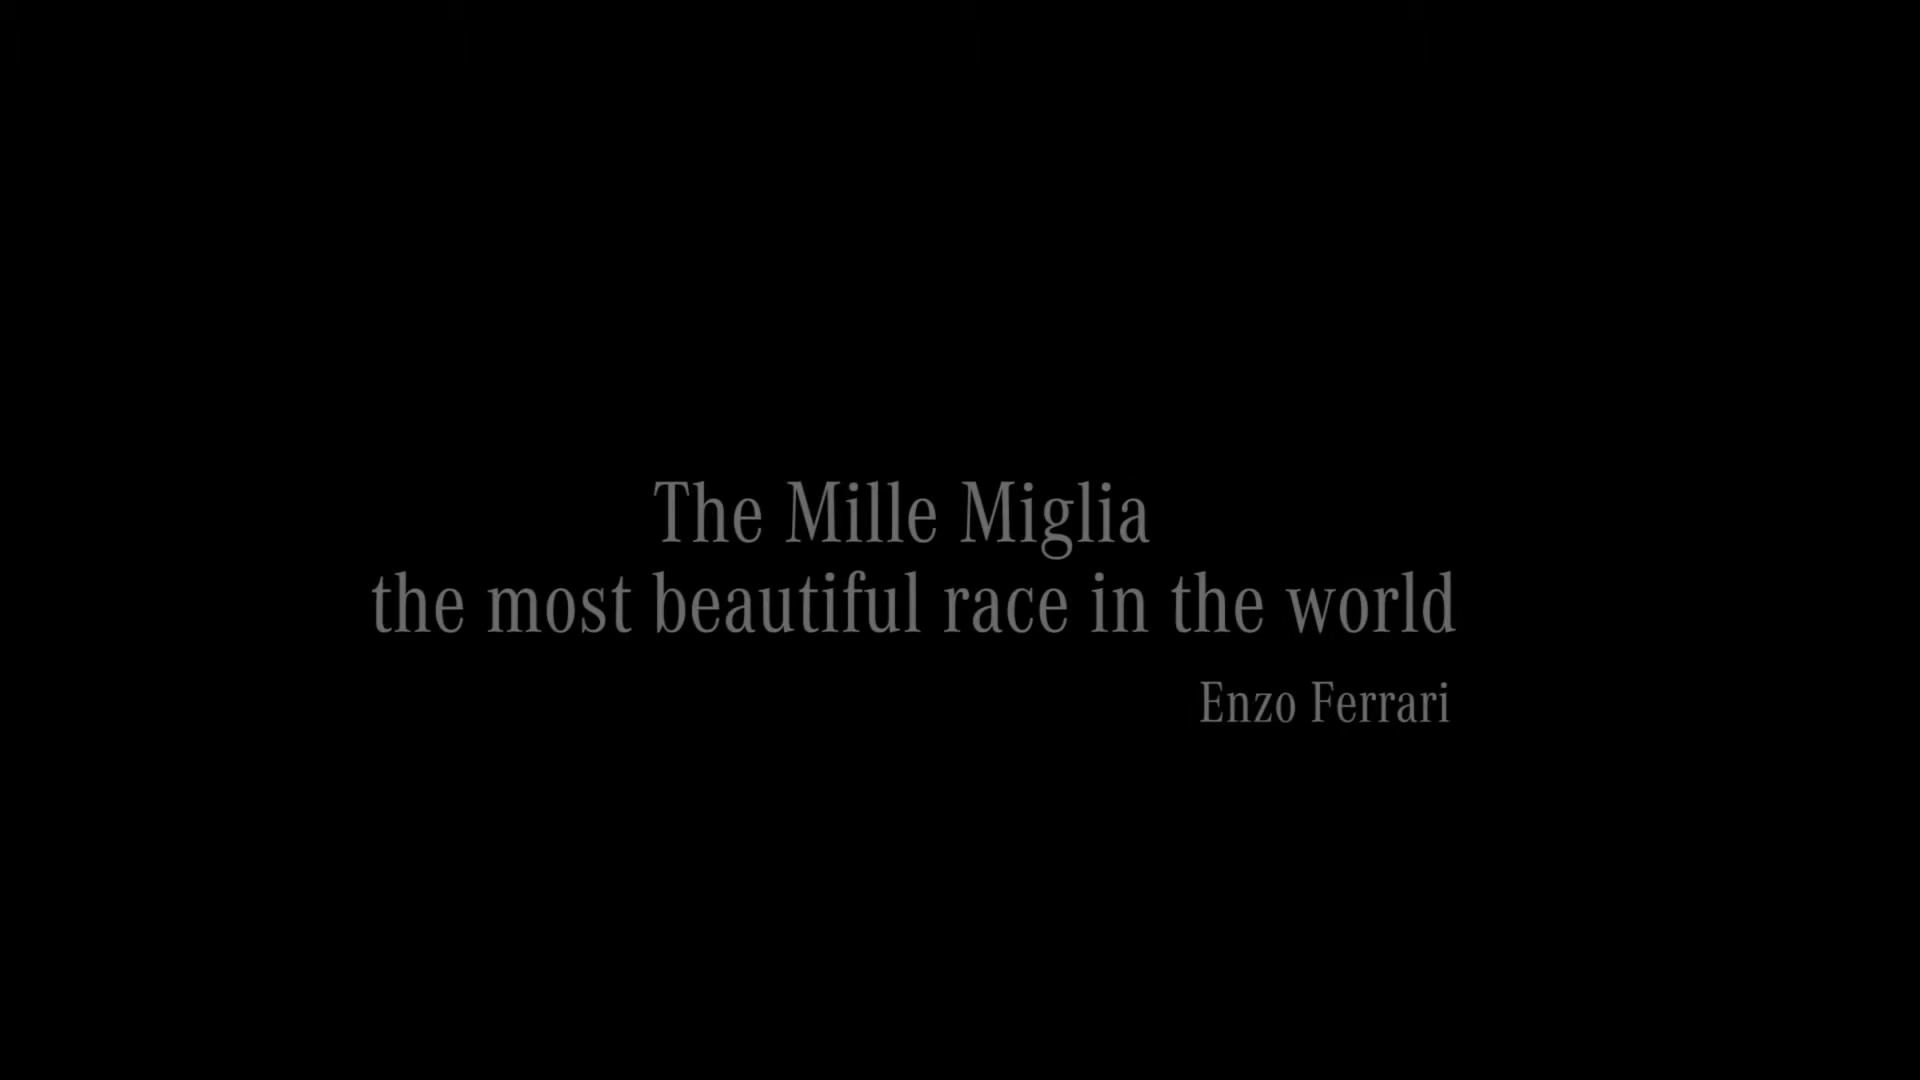 The Mille Miglia
the most beautiful race in the world
Enzo Ferrari